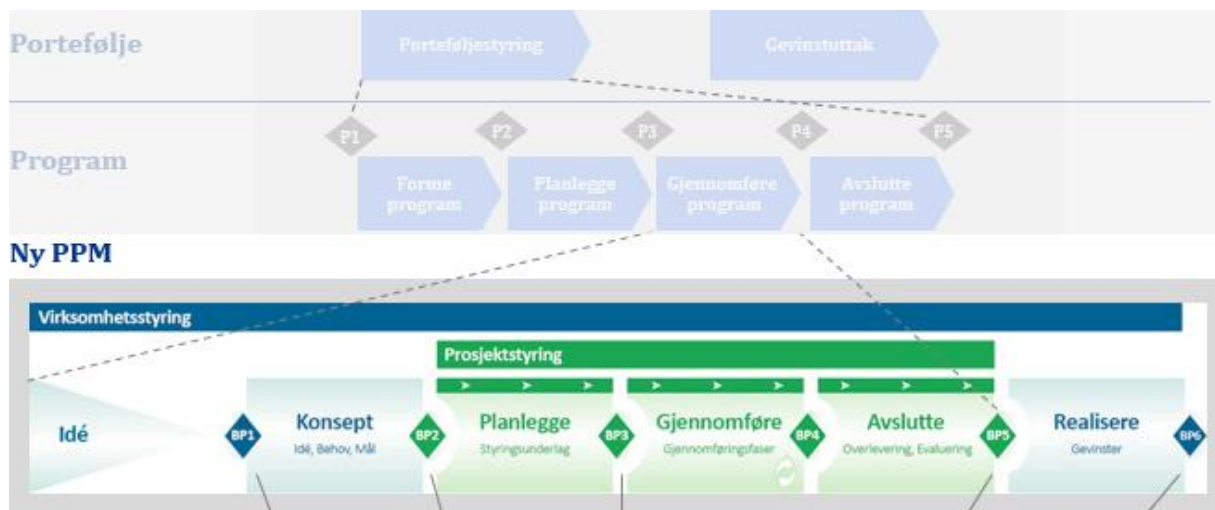 Portefølje
Porteføljestyring
Gevinstuttak
P1
P2
P3
P4
P5
Program
Forme
program
Planlegge
program
Gjennomføre
program
Avslutte
program
Ny PPM
Virksomhetsstyring
Prosjektstyring
Idé
BP1
Konsept
Idé, Behov, Mål
BP2
Planlegge
Styringsunderlag
BP3
Gjennomføre
Gjennomføringsfaser
BP4
Avslutte
Overlevering, Evaluering
BP5
Realisere
Gevinster
BP6